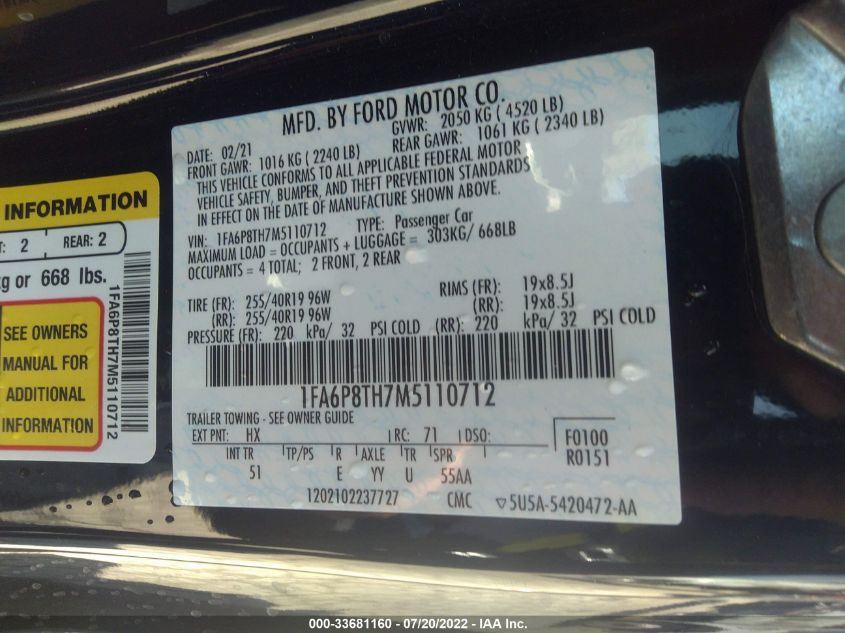 MFD. BY FORD MOTOR CO.
DATE: 02/21 GVWR: 2050 KG ( 4520 LB)
FRONT GAWR: 1016 KG ( 2240 LB) REAR GAWR: 1061 KG ( 2340 LB)
THIS VEHICLE CONFORMS TO ALL APPLICABLE FEDERAL MOTOR
VEHICLE SAFETY, BUMPER, AND THEFT PREVENTION STANDARDS
IN EFFECT ON THE DATE OF MANUFACTURE SHOWN ABOVE.
VIN: 1FA6P8TH7M5110712 TYPE: Passenger Car
MAXIMUM LOAD = OCCUPANTS + LUGGAGE = 303KG/ 668LB
OCCUPANTS = 4 TOTAL; 2 FRONT, 2 REAR
TIRE (FR): 255/40R19 96W RIMS (FR): 19x8.5J
(RR): 255/40R19 96W (RR): 19x8.5J
PRESSURE (FR): 220 kPa/ 32 PSI COLD (RR): 220 kPa/ 32 PSI COLD
1FA6P8TH7M5110712
TRAILER TOWING - SEE OWNER GUIDE
EXT PNT: HX RC: 71 DSO: F0100
R0151
INT TR TP/PS R AXLE TR SPR
51 E YY U 55AA
1202102237727 CMC ▽5U5A-5420472-AA
INFORMATION
: 2 REAR: 2
kg or 668 lbs.
SEE OWNERS
MANUAL FOR
ADDITIONAL
INFORMATION
1FA6P8TH7M5110712
000-33681160 - 07/20/2022 - IAA Inc.